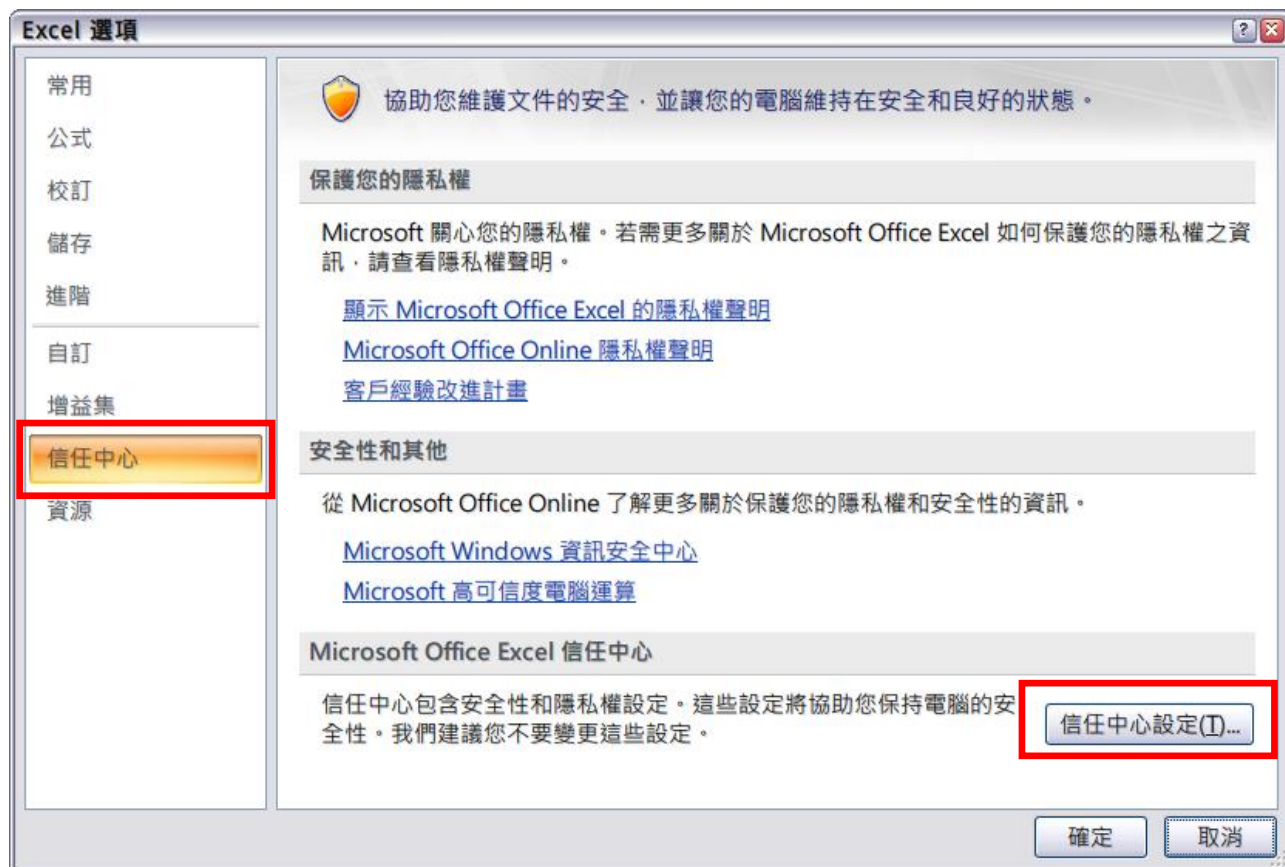 Excel 選項
常用
公式
校訂
儲存
進階
自訂
增益集
信任中心
資源
協助您維護文件的安全，並讓您的電腦維持在安全和良好的狀態。
保護您的隱私權
Microsoft 關心您的隱私權。若需更多關於 Microsoft Office Excel 如何保護您的隱私權之資
訊，請查看隱私權聲明。
顯示 Microsoft Office Excel 的隱私權聲明
Microsoft Office Online 隱私權聲明
客戶經驗改進計畫
安全性和其他
從 Microsoft Office Online 了解更多關於保護您的隱私權和安全性的資訊。
Microsoft Windows 資訊安全中心
Microsoft 高可信度電腦運算
Microsoft Office Excel 信任中心
信任中心包含安全性和隱私權設定。這些設定將協助您保持電腦的安
全性。我們建議您不要變更這些設定。
信任中心設定(T)...
確定
取消